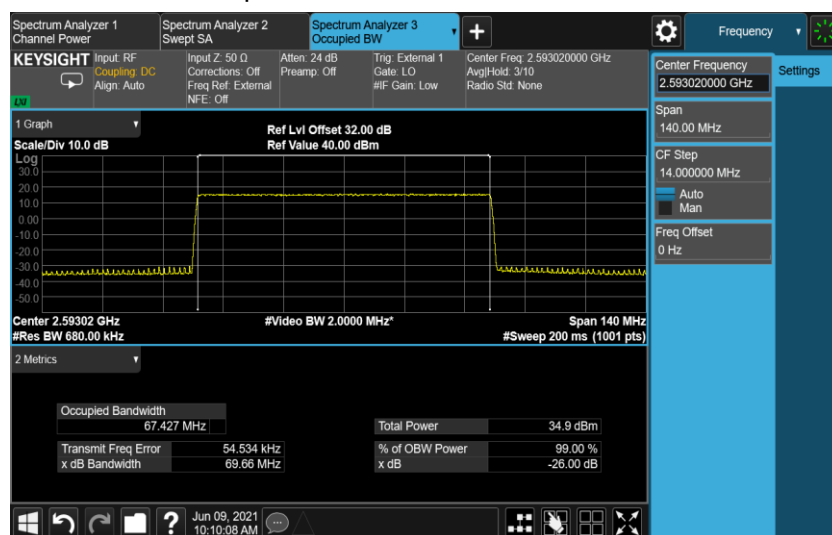 Spectrum Analyzer 1
Channel Power
Spectrum Analyzer 2
Swept SA
Spectrum Analyzer 3
Occupied BW
Frequency
KEYSIGHT
Input: RF
Coupling: DC
Align: Auto
Input Z: 50 Ω
Corrections: Off
Freq Ref: External
NFE: Off
Atten: 24 dB
Preamp: Off
Trig: External 1
Gate: LO
#IF Gain: Low
Center Freq: 2.593020000 GHz
Avg|Hold: 3/10
Radio Std: None
LXI
1 Graph
Scale/Div 10.0 dB
Ref Lvl Offset 32.00 dB
Ref Value 40.00 dBm
Log
30.0
20.0
10.0
0.00
-10.0
-20.0
-30.0
-40.0
-50.0
Center 2.59302 GHz
#Res BW 680.00 kHz
#Video BW 2.0000 MHz*
Span 140 MHz
#Sweep 200 ms (1001 pts)
2 Metrics
Occupied Bandwidth
67.427 MHz
Total Power 34.9 dBm
Transmit Freq Error 54.534 kHz
% of OBW Power 99.00 %
x dB Bandwidth 69.66 MHz
x dB -26.00 dB
Jun 09, 2021
10:10:08 AM
Center Frequency
2.593020000 GHz
Settings
Span
140.00 MHz
CF Step
14.000000 MHz
Auto
Man
Freq Offset
0 Hz